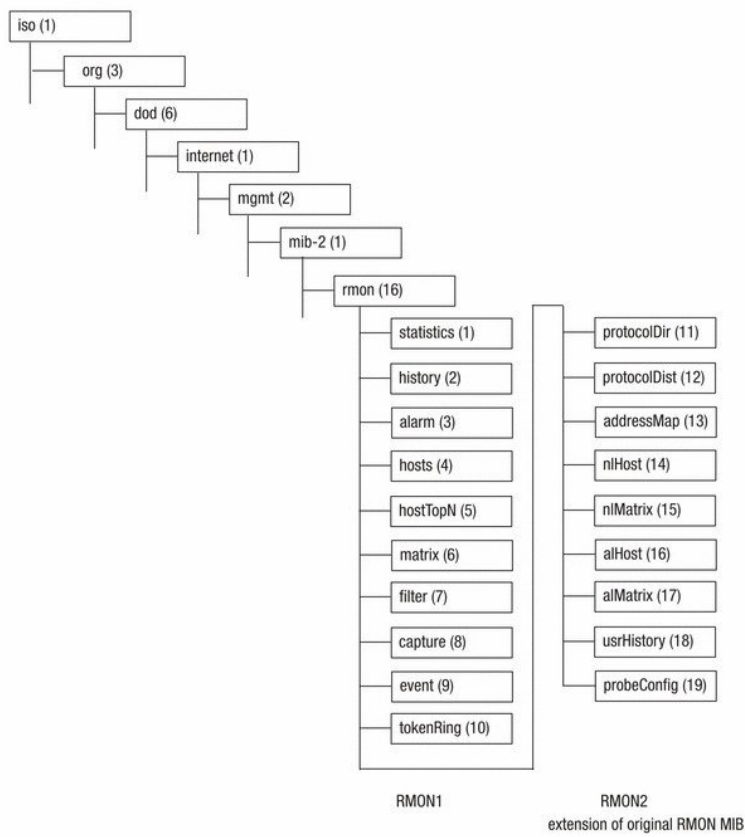 iso (1)
org (3)
dod (6)
internet (1)
mgmt (2)
mib-2 (1)
rmon (16)
statistics (1)
history (2)
alarm (3)
hosts (4)
hostTopN (5)
matrix (6)
filter (7)
capture (8)
event (9)
tokenRing (10)
RMON1
protocolDir (11)
protocolDist (12)
addressMap (13)
nlHost (14)
nlMatrix (15)
alHost (16)
alMatrix (17)
usrHistory (18)
probeConfig (19)
RMON2
extension of original RMON MIB